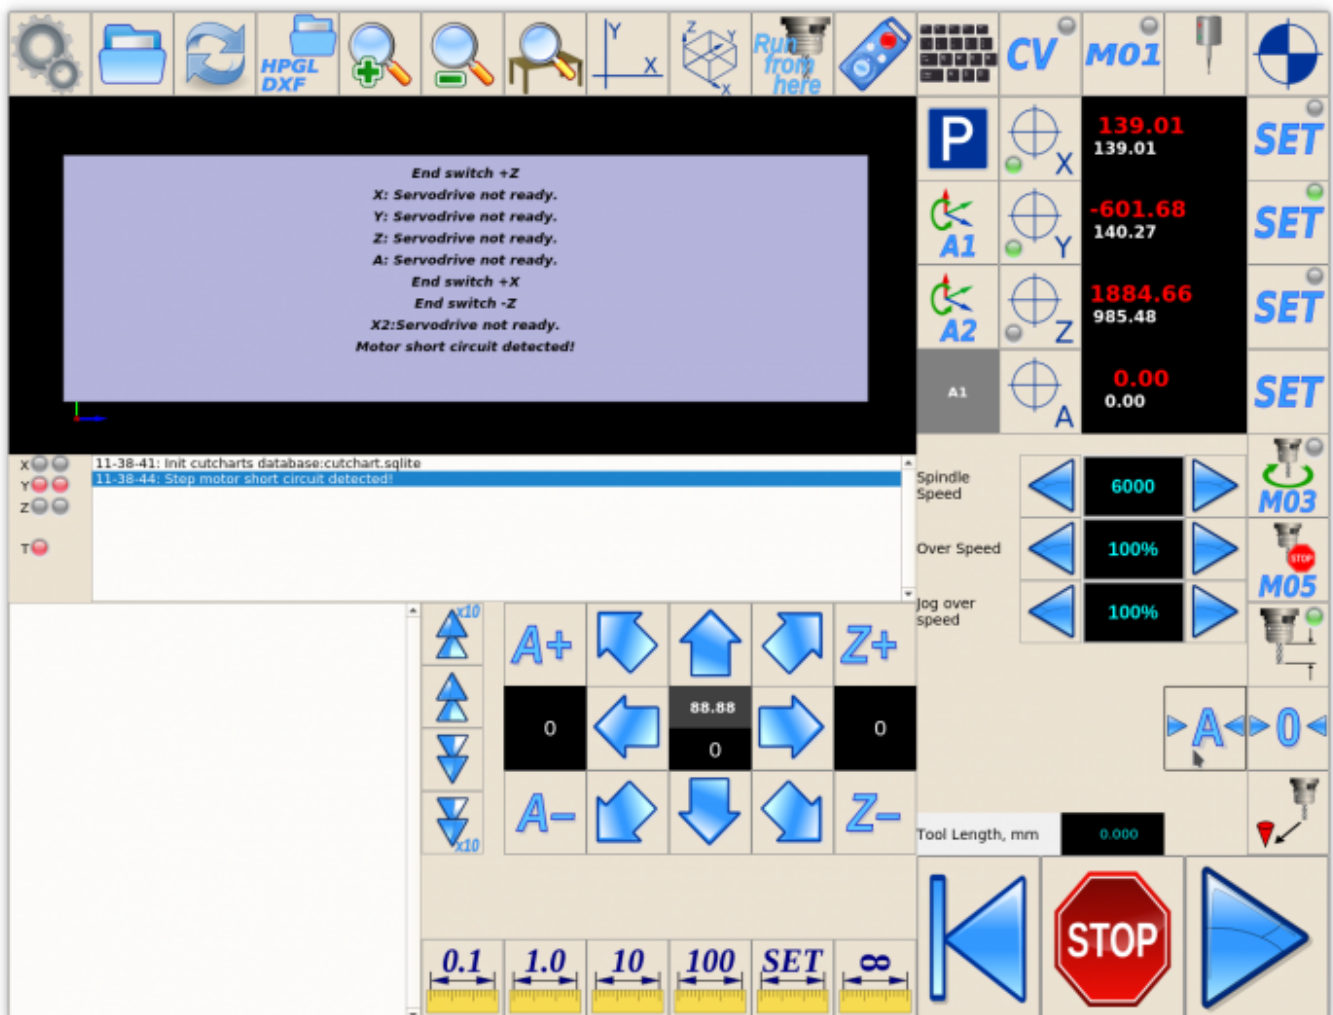 HPGL
DXF
Y
X
Z
Y
X
Run
from
here
CV
M01
P
X
139.01
139.01
SET
End switch +Z
X: Servodrive not ready.
Y: Servodrive not ready.
Z: Servodrive not ready.
A: Servodrive not ready.
End switch +X
End switch -Z
X2:Servodrive not ready.
Motor short circuit detected!
A1
Y
-601.68
140.27
SET
A2
Z
1884.66
985.48
SET
A1
A
0.00
0.00
SET
X
Y
Z
T
11-38-41: Init cutcharts database:cutchart.sqlite
11-38-44: Step motor short circuit detected!
Spindle
Speed
6000
M03
Over Speed
100%
STOP
M05
Jog over
speed
100%
x10
A+
Z+
0
88.88
0
0
A
0
A-
Z-
x10
Tool Length, mm
0.000
STOP
0.1
1.0
10
100
SET
∞